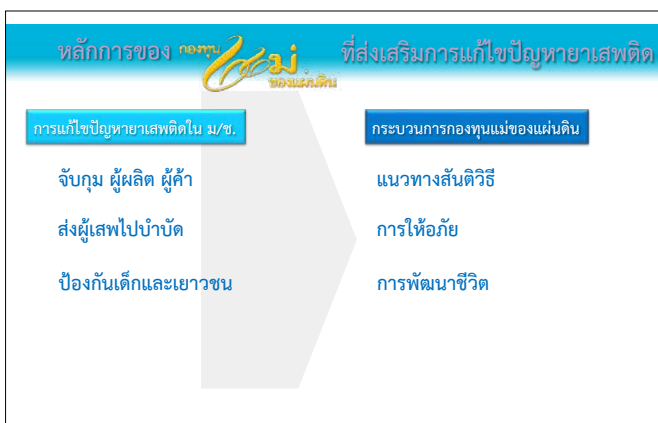 หลักการของ กองทุนแม่ของแผ่นดิน ที่ส่งเสริมการแก้ไขปัญหายาเสพติด
การแก้ไขปัญหายาเสพติดใน ม/ช.
จับกุม ผู้ผลิต ผู้ค้า
ส่งผู้เสพไปบำบัด
ป้องกันเด็กและเยาวชน
กระบวนการกองทุนแม่ของแผ่นดิน
แนวทางสันติวิธี
การให้อภัย
การพัฒนาชีวิต